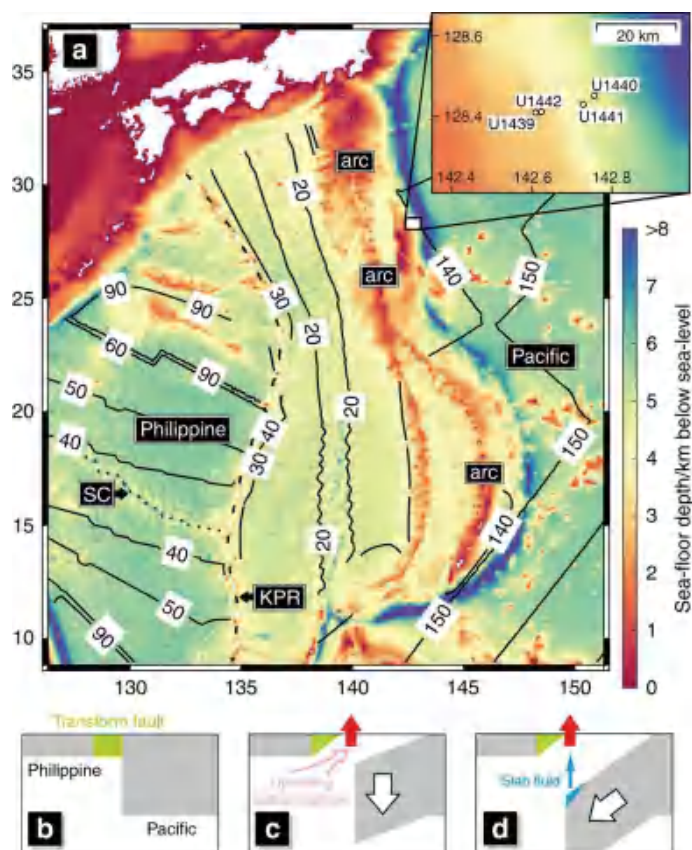 a
35
30
25
20
15
10
130
135
140
145
150
128.6
128.4
142.4
142.6
142.8
20 km
U1440
U1442
U1441
U1439
arc
20
140
150
arc
30
90
90
20
60
90
Pacific
50
20
Philippine
40
40
30
150
SC
arc
140
20
40
KPR
50
150
90
>8
7
6
5
4
3
2
1
0
Sea-floor depth/km below sea-level
Transform fault
Philippine
Pacific
b
Upwelling
c
Slab fluid
d